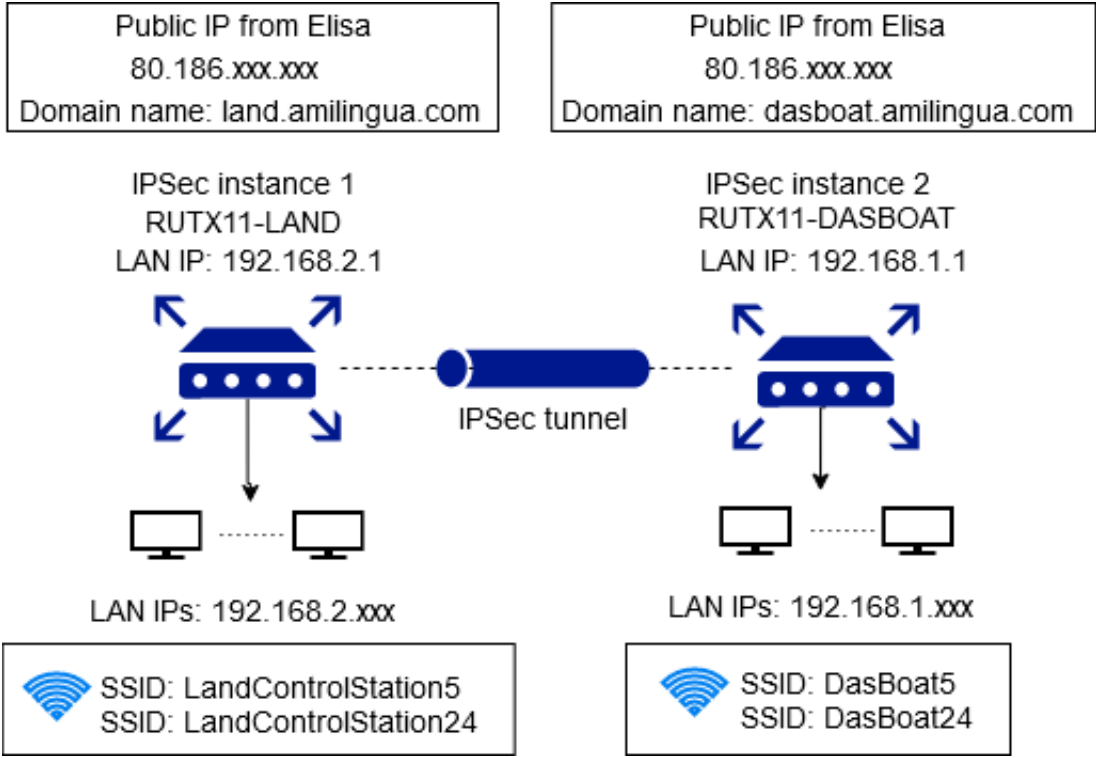 Public IP from Elisa
80.186.xxx.xxx
Domain name: land.amilingua.com
Public IP from Elisa
80.186.xxx.xxx
Domain name: dasboat.amilingua.com
IPSec instance 1
RUTX11-LAND
LAN IP: 192.168.2.1
IPSec instance 2
RUTX11-DASBOAT
LAN IP: 192.168.1.1
IPSec tunnel
LAN IPs: 192.168.2.xxx
LAN IPs: 192.168.1.xxx
SSID: LandControlStation5
SSID: LandControlStation24
SSID: DasBoat5
SSID: DasBoat24